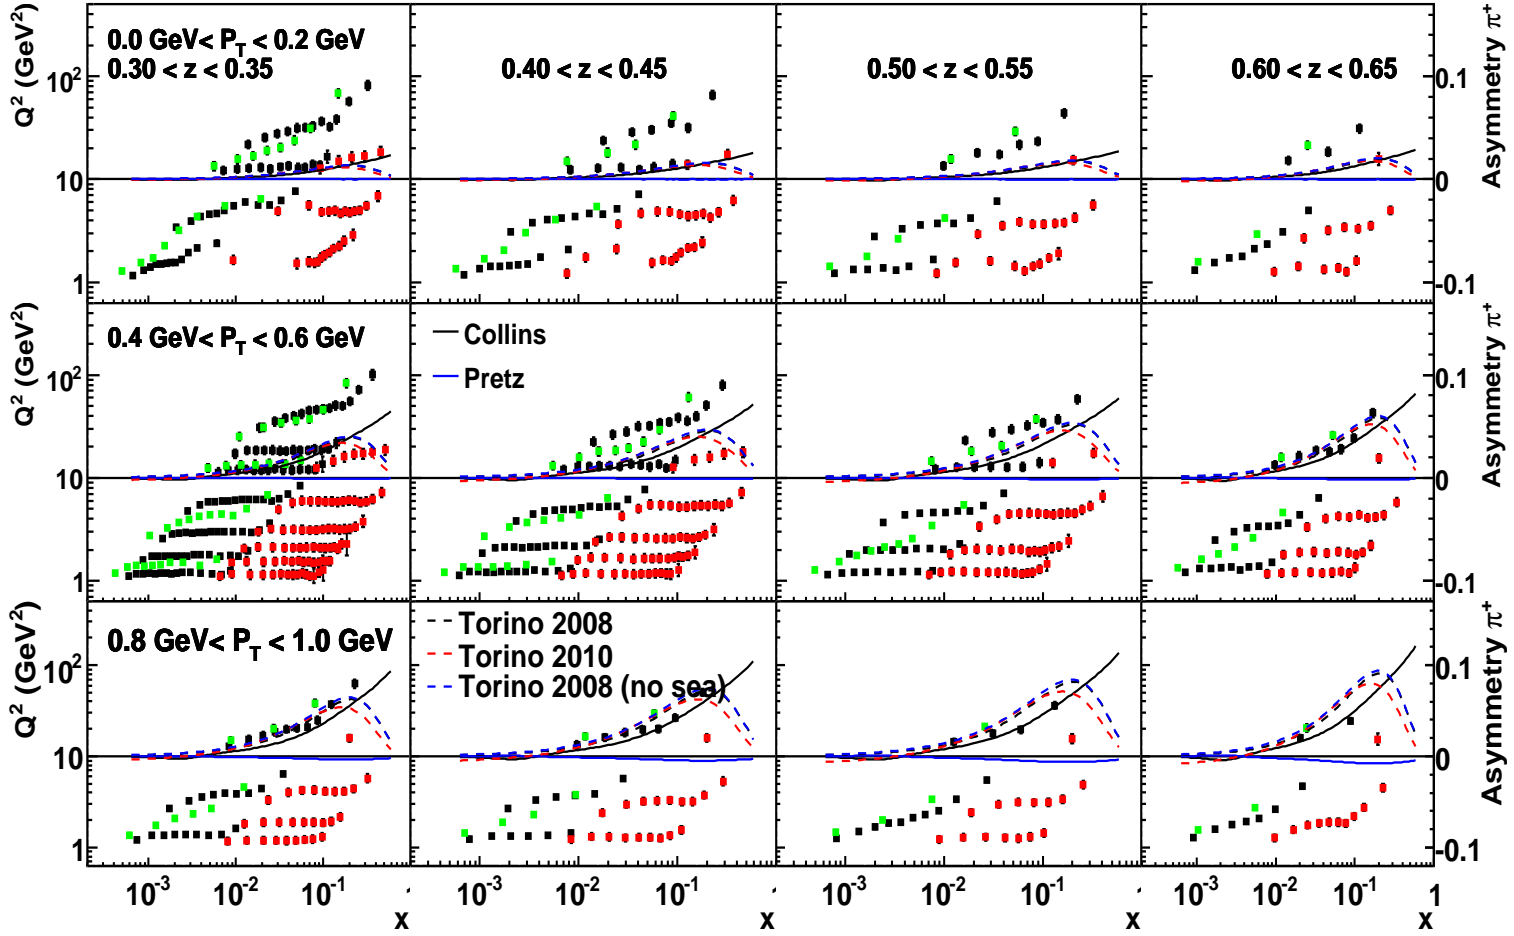 0.0 GeV< P_T < 0.2 GeV
0.30 < z < 0.35
0.40 < z < 0.45
0.50 < z < 0.55
0.60 < z < 0.65
Q² (GeV²)
10²
10
1
Asymmetry π⁺
0.1
0
-0.1
0.4 GeV< P_T < 0.6 GeV
Collins
Pretz
Q² (GeV²)
10²
10
1
Asymmetry π⁺
0.1
0
-0.1
0.8 GeV< P_T < 1.0 GeV
Torino 2008
Torino 2010
Torino 2008 (no sea)
Q² (GeV²)
10²
10
1
Asymmetry π⁺
0.1
0
-0.1
10⁻³ 10⁻² 10⁻¹ 10⁻³ 10⁻² 10⁻¹ 10⁻³ 10⁻² 10⁻¹ 10⁻³ 10⁻² 10⁻¹ 1
x x x x